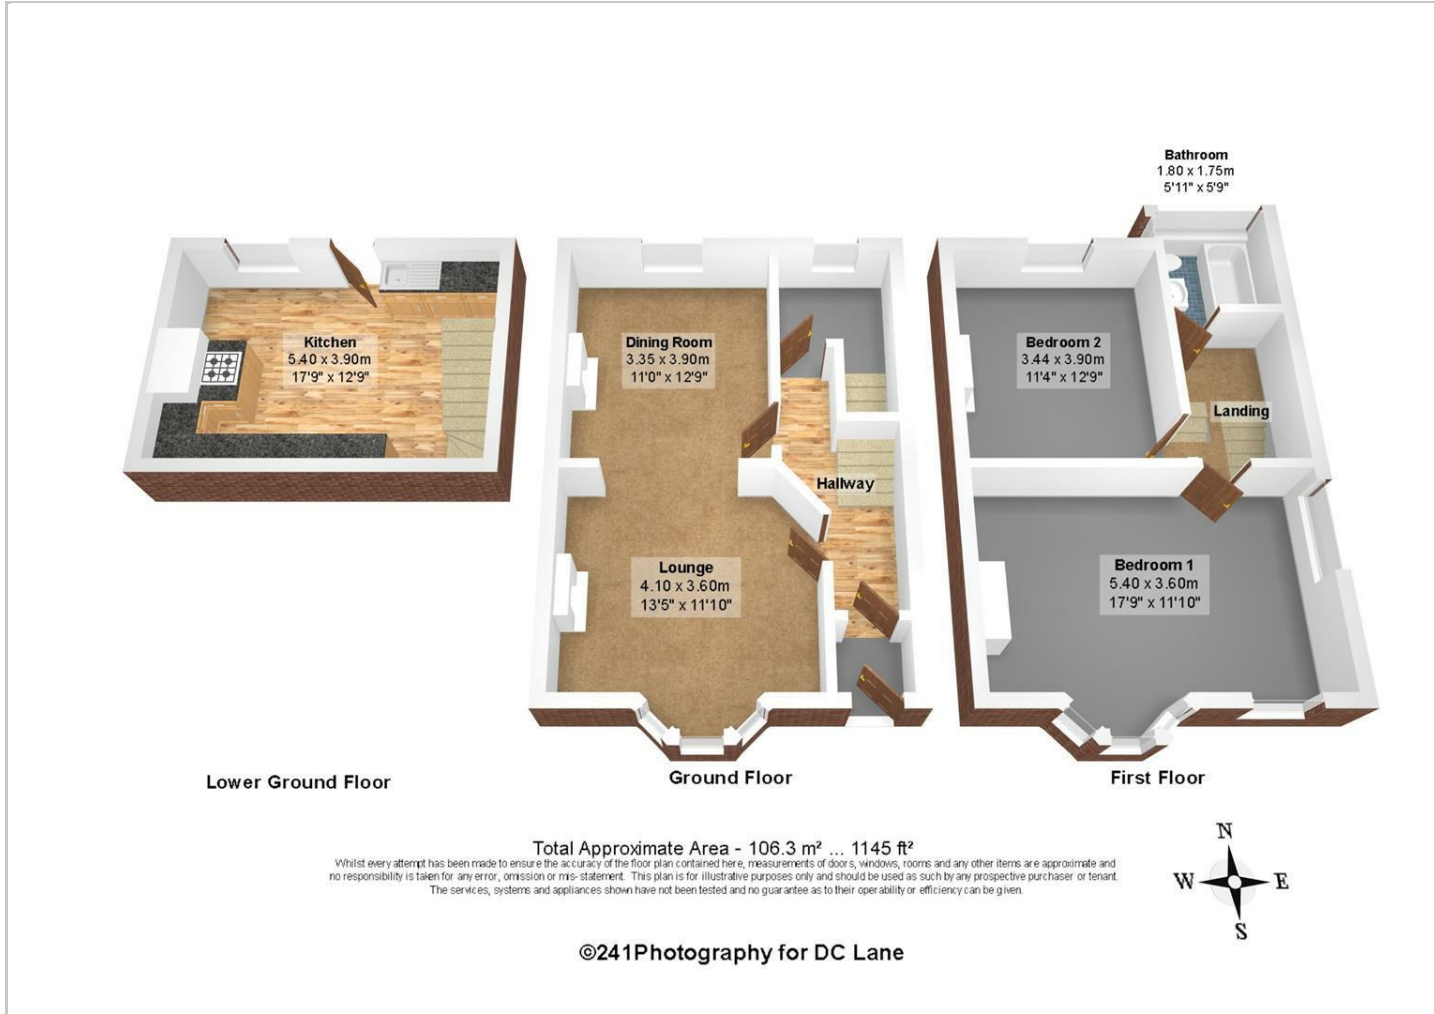 Bathroom
1.80 x 1.75m
5'11" x 5'9"
Kitchen
5.40 x 3.90m
17'9" x 12'9"
Dining Room
3.35 x 3.90m
11'0" x 12'9"
Bedroom 2
3.44 x 3.90m
11'4" x 12'9"
Landing
Hallway
Lounge
4.10 x 3.60m
13'5" x 11'10"
Bedroom 1
5.40 x 3.60m
17'9" x 11'10"
Lower Ground Floor
Ground Floor
First Floor
Total Approximate Area - 106.3 m² ... 1145 ft²
Whilst every attempt has been made to ensure the accuracy of the floor plan contained here, measurements of doors, windows, rooms and any other items are approximate and
no responsibility is taken for any error, omission or mis-statement. This plan is for illustrative purposes only and should be used as such by any prospective purchaser or tenant.
The services, systems and appliances shown have not been tested and no guarantee as to their operability or efficiency can be given.
N
W E
S
©241Photography for DC Lane